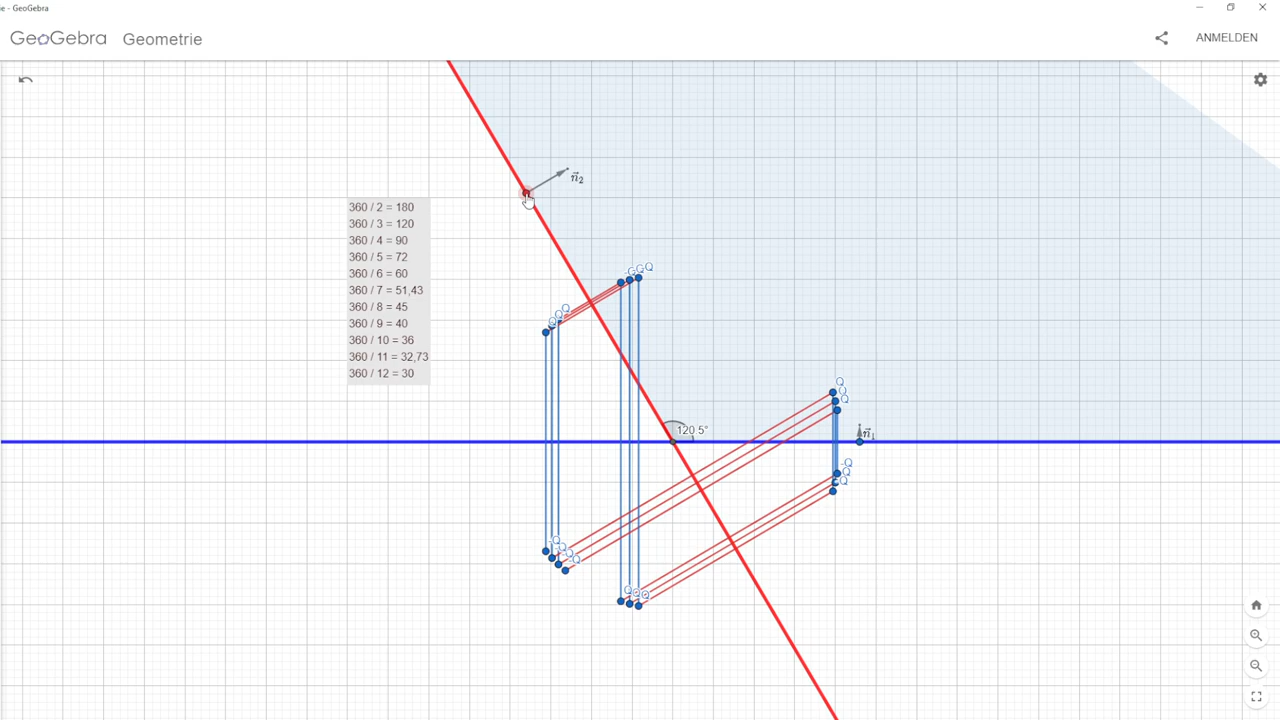 e - GeoGebra
GeoGebra Geometrie
ANMELDEN
n₂
360 / 2 = 180
360 / 3 = 120
360 / 4 = 90
360 / 5 = 72
360 / 6 = 60
360 / 7 = 51,43
360 / 8 = 45
360 / 9 = 40
360 / 10 = 36
360 / 11 = 32,73
360 / 12 = 30
-Q Q Q
Q Q Q
Q
Q
Q
120.5°
n₁
-Q
-Q
-Q
-Q
-Q
-Q
-Q
Q Q Q